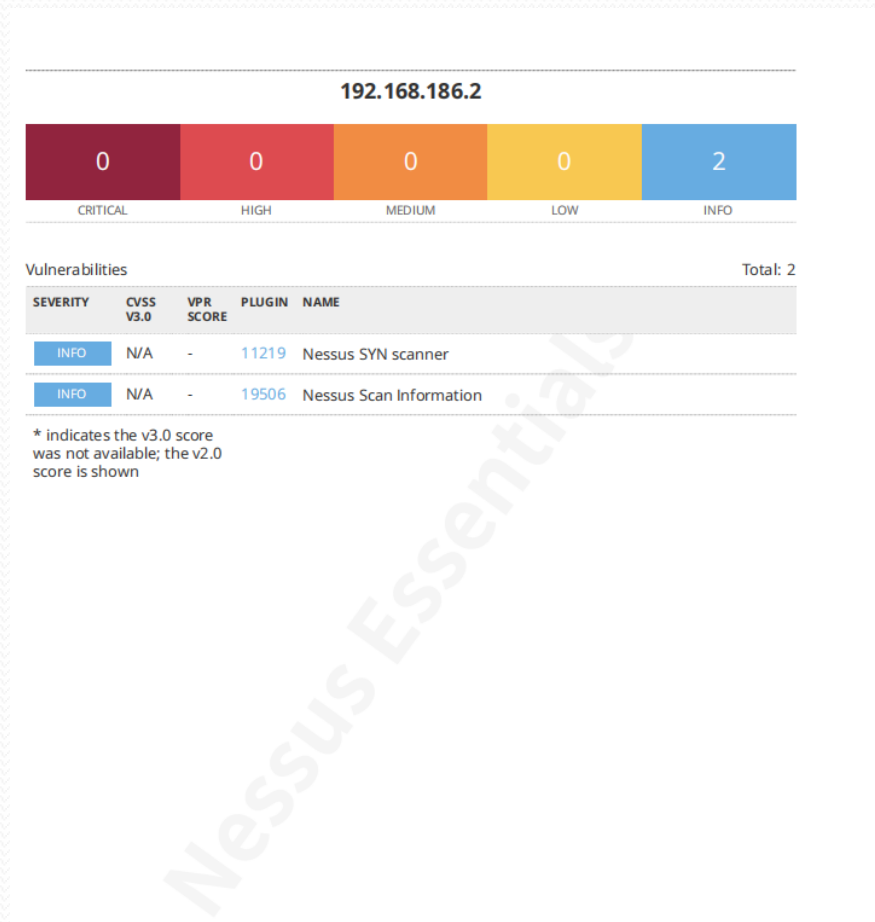 192.168.186.2
0 0 0 0 2
CRITICAL HIGH MEDIUM LOW INFO
Vulnerabilities Total: 2
SEVERITY CVSS V3.0 VPR SCORE PLUGIN NAME
INFO N/A - 11219 Nessus SYN scanner
INFO N/A - 19506 Nessus Scan Information
* indicates the v3.0 score
was not available; the v2.0
score is shown
Nessus Essentials